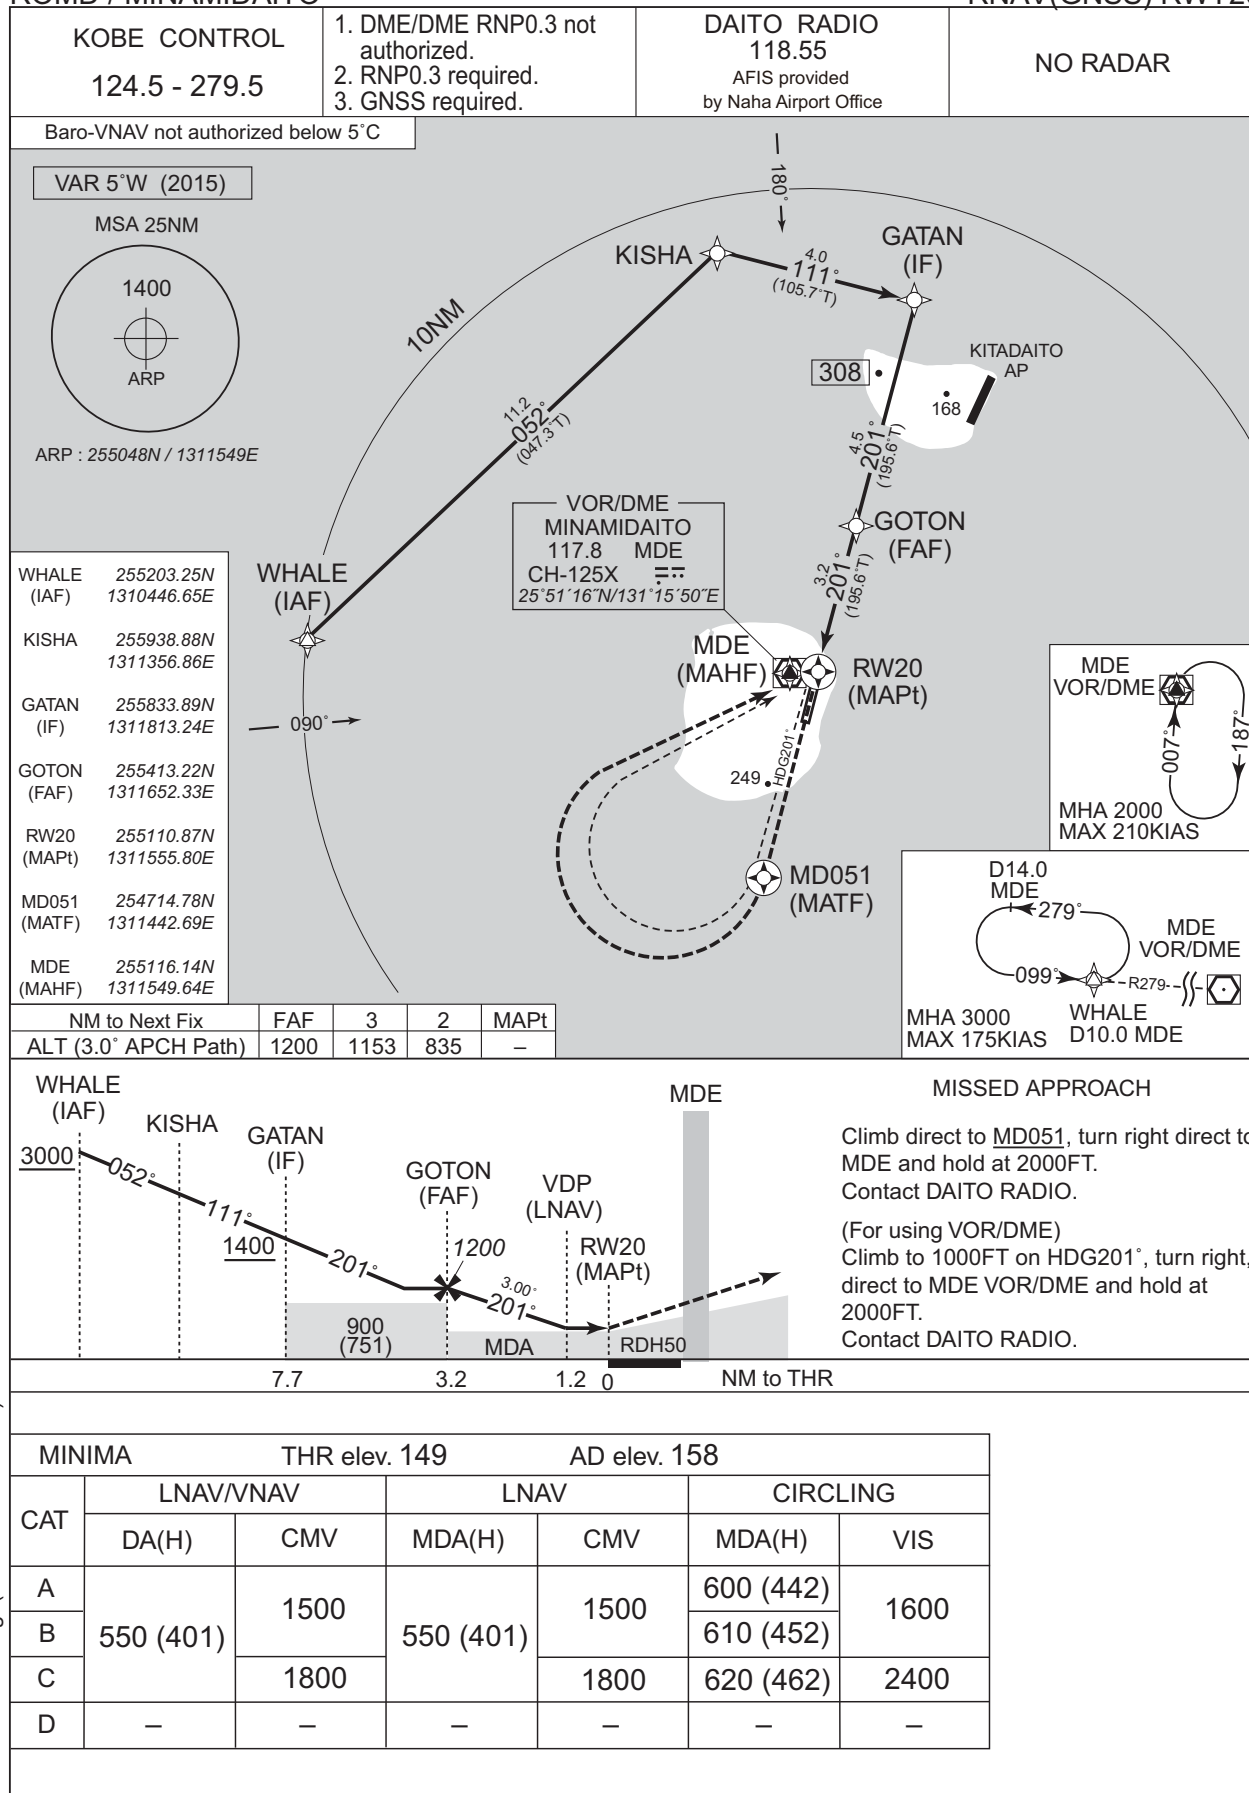 KOBE CONTROL
124.5 - 279.5
1. DME/DME RNP0.3 not
authorized.
2. RNP0.3 required.
3. GNSS required.
DAITO RADIO
118.55
AFIS provided
by Naha Airport Office
NO RADAR
Baro-VNAV not authorized below 5˚C
VAR 5˚W (2015)
MSA 25NM
1400
ARP
ARP : 255048N / 1311549E
10NM
180˚
KISHA
4.0
111˚
(105.7˚T)
GATAN
(IF)
KITADAITO
AP
308
168
11.2
052˚
(047.3˚T)
4.5
201˚
(195.6˚T)
GOTON
(FAF)
3.2
201˚
(195.6˚T)
VOR/DME
MINAMIDAITO
117.8 MDE
CH-125X
25˚51´16˝N/131˚15´50˝E
WHALE
(IAF)
090˚
MDE
(MAHF)
RW20
(MAPt)
HDG201˚
249
MD051
(MATF)
WHALE 255203.25N
(IAF) 1310446.65E
KISHA 255938.88N
1311356.86E
GATAN 255833.89N
(IF) 1311813.24E
GOTON 255413.22N
(FAF) 1311652.33E
RW20 255110.87N
(MAPt) 1311555.80E
MD051 254714.78N
(MATF) 1311442.69E
MDE 255116.14N
(MAHF) 1311549.64E
MDE
VOR/DME
007˚
187˚
MHA 2000
MAX 210KIAS
D14.0
MDE
279˚
099˚
MDE
VOR/DME
R279
WHALE
D10.0 MDE
MHA 3000
MAX 175KIAS
NM to Next Fix FAF 3 2 MAPt
ALT (3.0˚ APCH Path) 1200 1153 835 –
WHALE
(IAF)
KISHA
GATAN
(IF)
GOTON
(FAF)
VDP
(LNAV)
RW20
(MAPt)
MDE
3000
052˚
111˚
1400
201˚
1200
3.00˚
201˚
900
(751)
MDA
RDH50
7.7 3.2 1.2 0 NM to THR
MISSED APPROACH
Climb direct to MD051, turn right direct to
MDE and hold at 2000FT.
Contact DAITO RADIO.
(For using VOR/DME)
Climb to 1000FT on HDG201˚, turn right,
direct to MDE VOR/DME and hold at
2000FT.
Contact DAITO RADIO.
MINIMA THR elev. 149 AD elev. 158
CAT LNAV/VNAV LNAV CIRCLING
DA(H) CMV MDA(H) CMV MDA(H) VIS
A 550 (401) 1500 550 (401) 1500 600 (442) 1600
B 610 (452)
C 1800 1800 620 (462) 2400
D – – – – – –